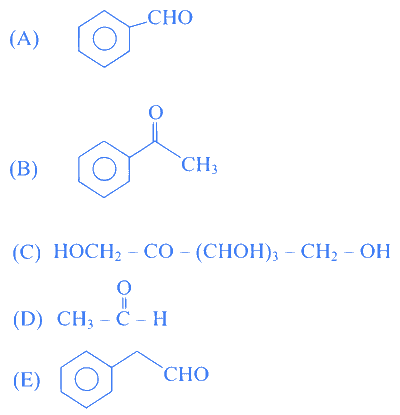 (A) CHO
O
(B) CH₃
(C) HOCH₂ – CO – (CHOH)₃ – CH₂ – OH
O
(D) CH₃ – C – H
(E) CHO